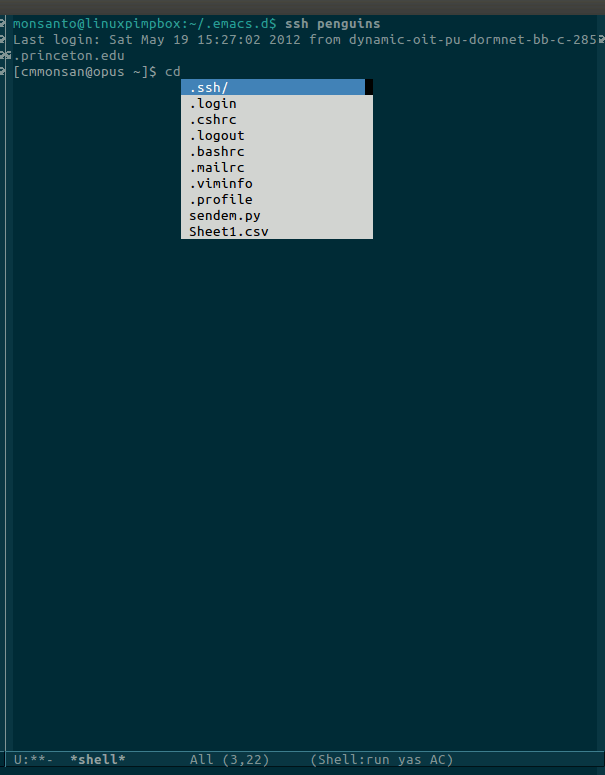 monsanto@linuxpimpbox:~/.emacs.d$ ssh penguins
Last login: Sat May 19 15:27:02 2012 from dynamic-oit-pu-dormnet-bb-c-285
.princeton.edu
[cmmonsan@opus ~]$ cd
.ssh/
.login
.cshrc
.logout
.bashrc
.mailrc
.viminfo
.profile
sendem.py
Sheet1.csv
U:**-  *shell*        All (3,22)     (Shell:run yas AC)